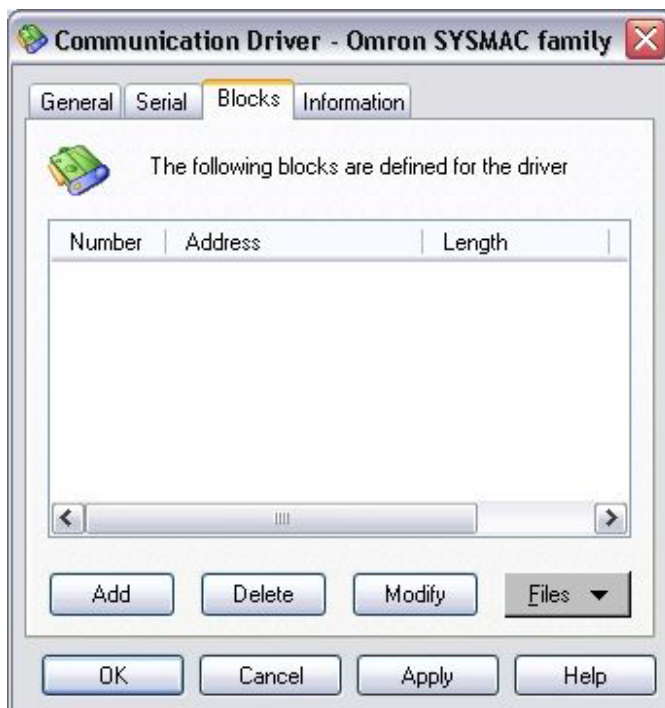 Communication Driver - Omron SYSMAC family
General Serial Blocks Information
The following blocks are defined for the driver
Number Address Length
Add Delete Modify Files
OK Cancel Apply Help